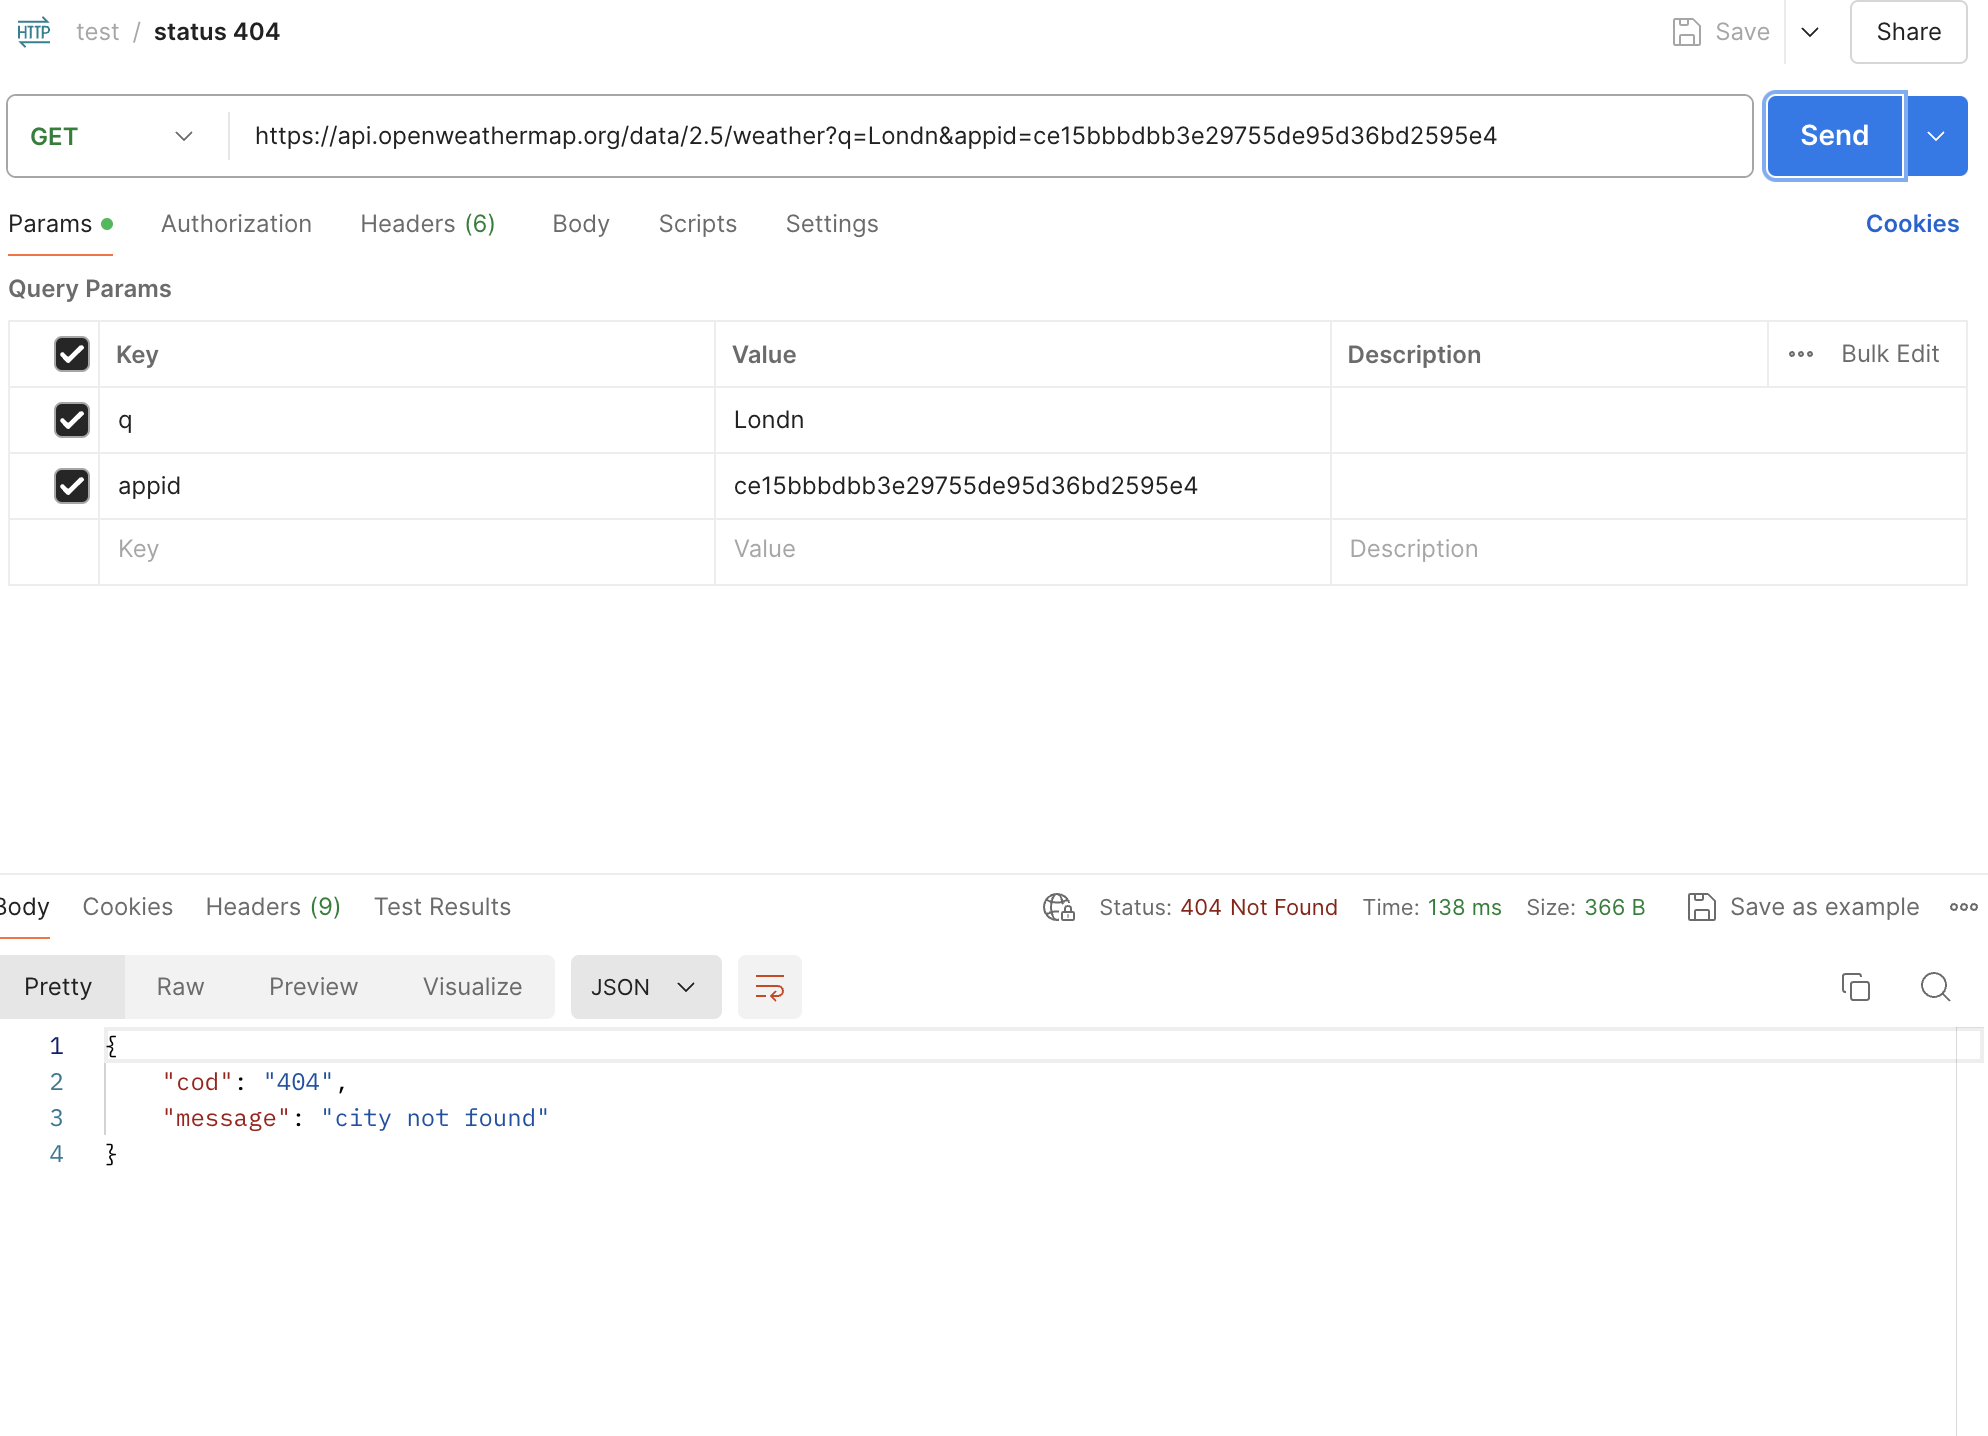 HTTP test / status 404 Save Share
GET https://api.openweathermap.org/data/2.5/weather?q=Londn&appid=ce15bbbdbb3e29755de95d36bd2595e4 Send
Params Authorization Headers (6) Body Scripts Settings Cookies
Query Params
Key Value Description Bulk Edit
q Londn
appid ce15bbbdbb3e29755de95d36bd2595e4
Key Value Description
Body Cookies Headers (9) Test Results Status: 404 Not Found Time: 138 ms Size: 366 B Save as example
Pretty Raw Preview Visualize JSON
1 {
2 "cod": "404",
3 "message": "city not found"
4 }